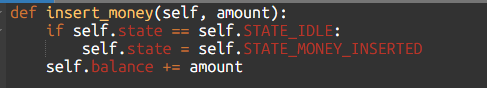 def insert_money(self, amount):
    if self.state == self.STATE_IDLE:
        self.state = self.STATE_MONEY_INSERTED
    self.balance += amount